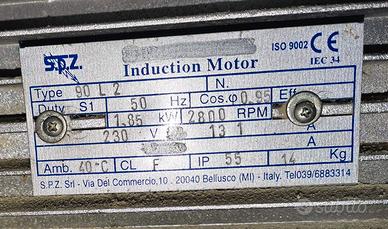 S.P.Z.
ISO 9002 CE
IEC 34
Induction Motor
Type 90 L 2 N.
Duty S1 50 Hz Cos.φ 0.95 Eff
1.85 kW 2800 RPM
230 V 13.1 A
A
Amb. 40°C CL F IP 55 14 Kg
S.P.Z. Srl - Via Del Commercio,10 . 20040 Bellusco (MI) - Italy. Tel039/6883314
subito